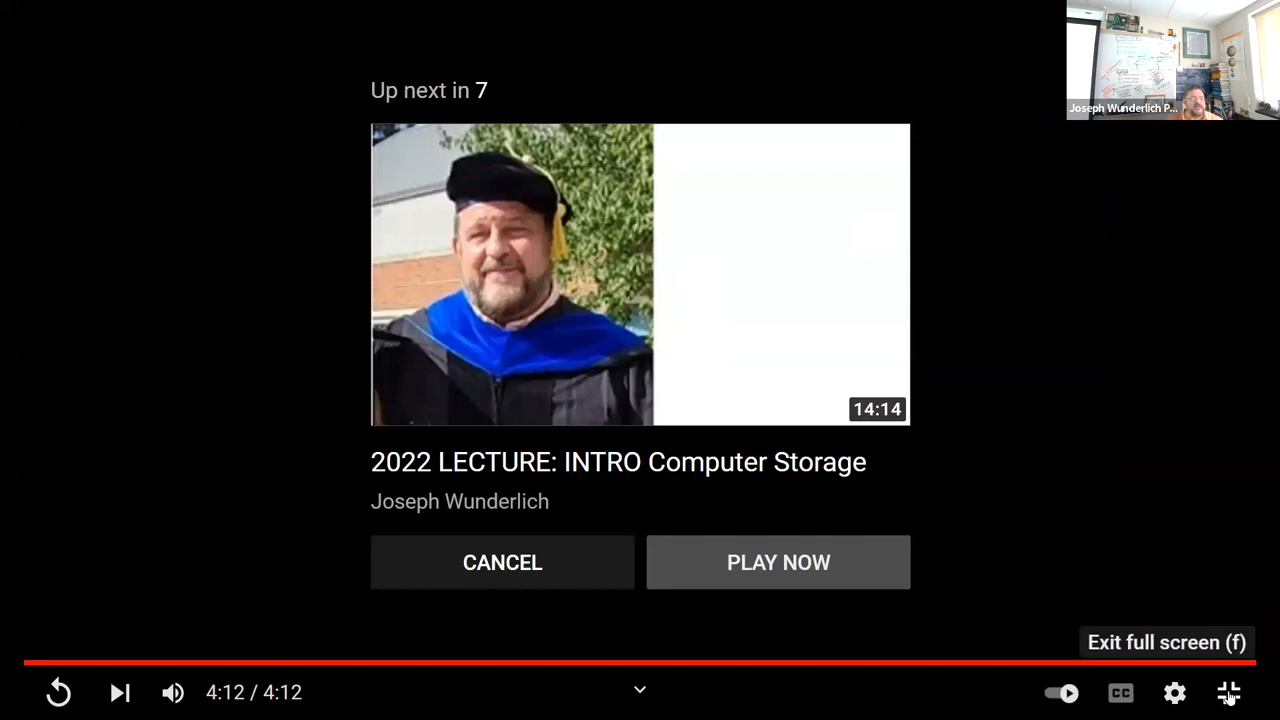 Joseph Wunderlich P...
Up next in 7
14:14
2022 LECTURE: INTRO Computer Storage
Joseph Wunderlich
CANCEL
PLAY NOW
Exit full screen (f)
4:12 / 4:12
CC